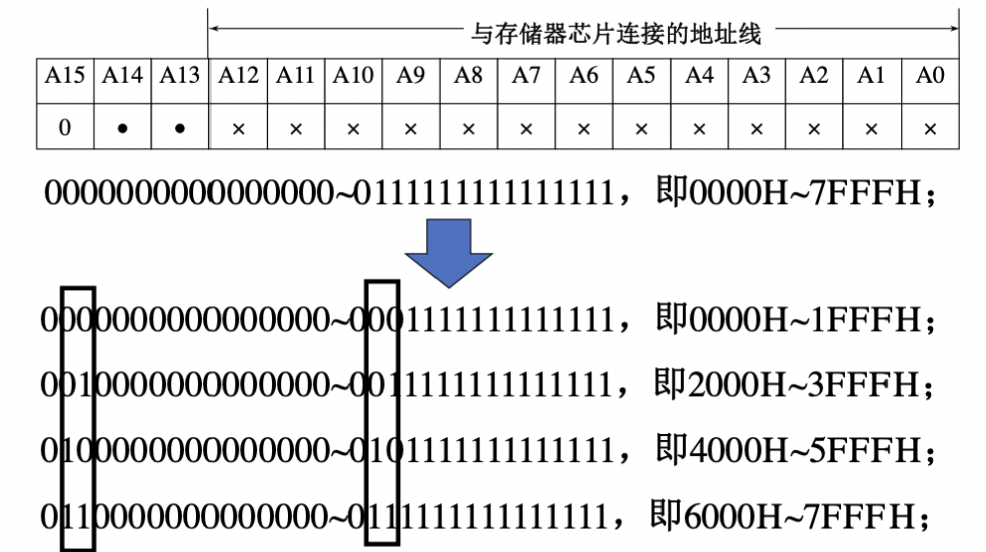 与存储器芯片连接的地址线
A15 A14 A13 A12 A11 A10 A9 A8 A7 A6 A5 A4 A3 A2 A1 A0
0 • • × × × × × × × × × × × × ×
0000000000000000~0111111111111111，即0000H~7FFFH；
0000000000000000~0001111111111111，即0000H~1FFFH；
0010000000000000~0011111111111111，即2000H~3FFFH；
0100000000000000~0101111111111111，即4000H~5FFFH；
0110000000000000~0111111111111111，即6000H~7FFFH；